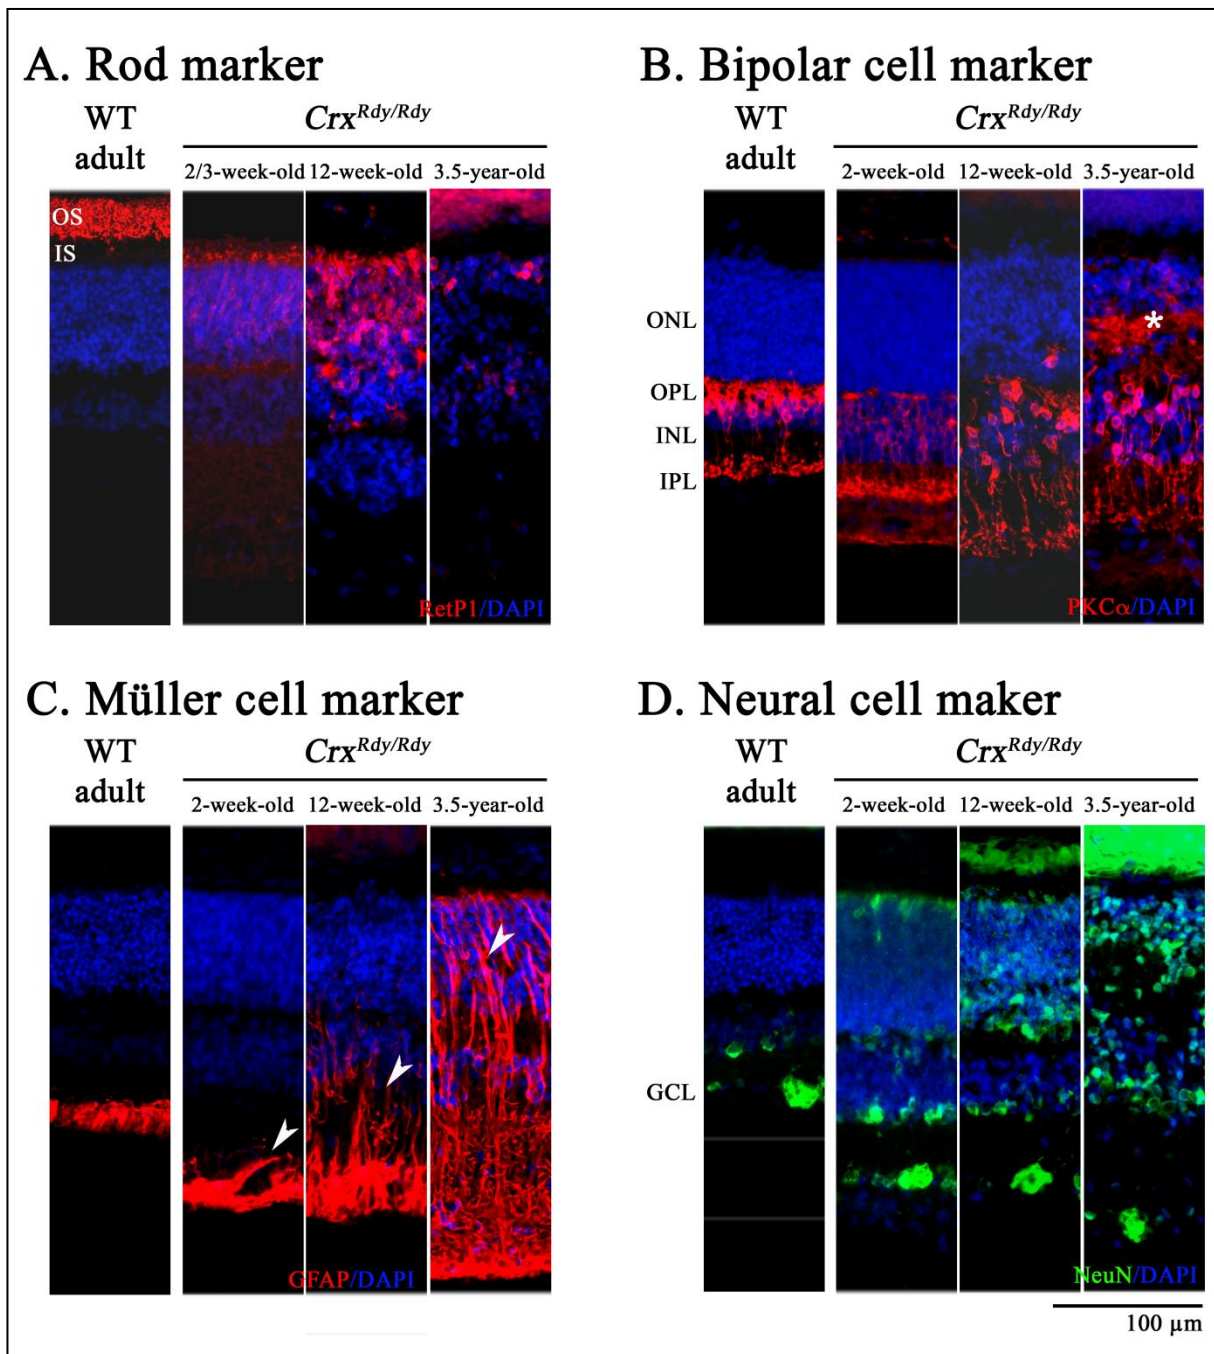 A. Rod marker
WT
adult
Crx^Rdy/Rdy
2/3-week-old 12-week-old 3.5-year-old
OS
IS
RetP1/DAPI
B. Bipolar cell marker
WT
adult
Crx^Rdy/Rdy
2-week-old 12-week-old 3.5-year-old
ONL
*
OPL
INL
IPL
PKCα/DAPI
C. Müller cell marker
WT
adult
Crx^Rdy/Rdy
2-week-old 12-week-old 3.5-year-old
GFAP/DAPI
D. Neural cell maker
WT
adult
Crx^Rdy/Rdy
2-week-old 12-week-old 3.5-year-old
GCL
NeuN/DAPI
100 µm